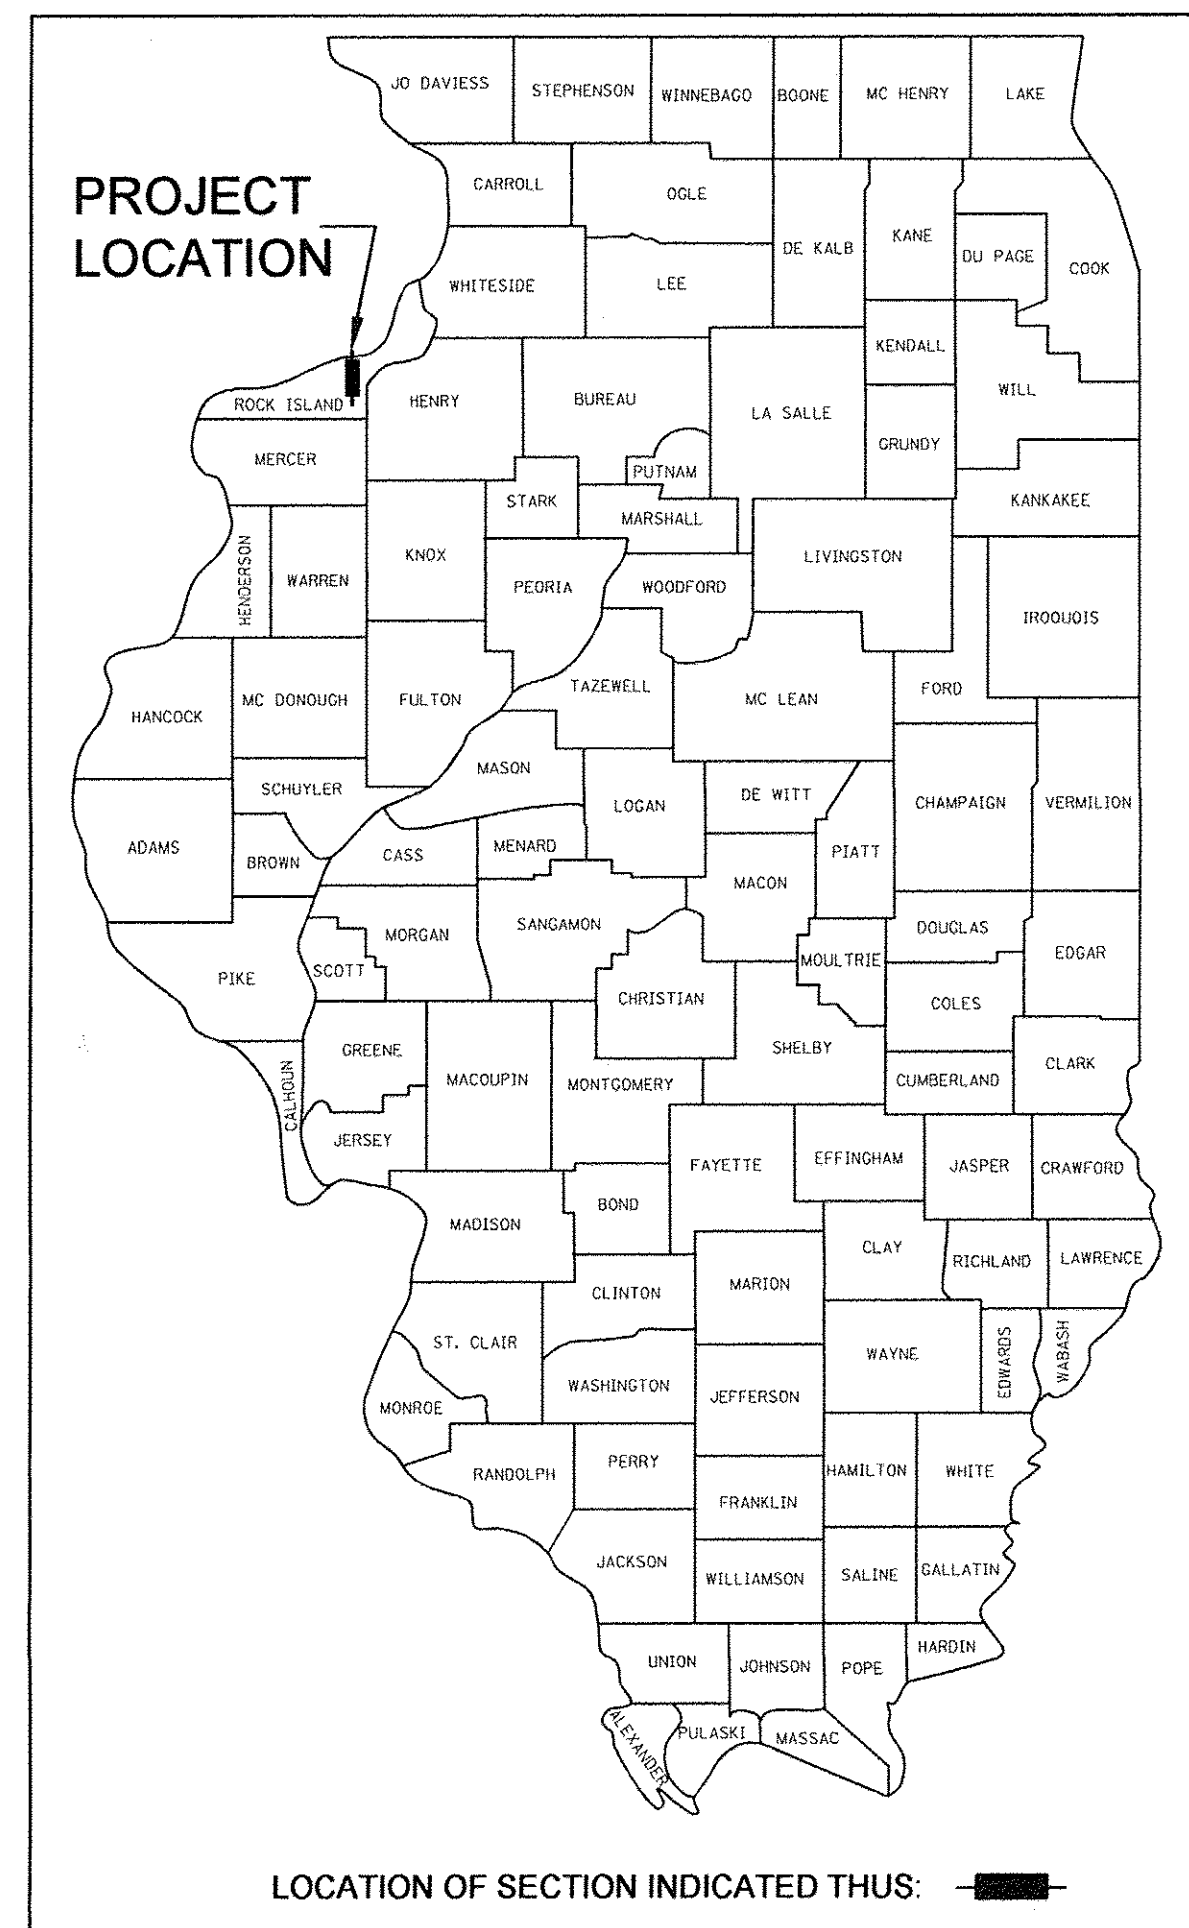 JO DAVIESS
STEPHENSON
WINNEBAGO
BOONE
MC HENRY
LAKE
PROJECT
LOCATION
CARROLL
OGLE
DE KALB
KANE
DU PAGE
COOK
WHITESIDE
LEE
KENDALL
WILL
ROCK ISLAND
HENRY
BUREAU
LA SALLE
GRUNDY
MERCER
PUTNAM
STARK
MARSHALL
KANKAKEE
HENDERSON
WARREN
KNOX
PEORIA
WOODFORD
LIVINGSTON
IROQUOIS
HANCOCK
MC DONOUGH
FULTON
TAZEWELL
MC LEAN
FORD
SCHUYLER
MASON
LOGAN
DE WITT
CHAMPAIGN
VERMILION
ADAMS
BROWN
CASS
MENARD
PIATT
MACON
MORGAN
SANGAMON
DOUGLAS
EDGAR
PIKE
SCOTT
CHRISTIAN
MOULTRIE
COLES
CALHOUN
GREENE
MACOUPIN
MONTGOMERY
SHELBY
CUMBERLAND
CLARK
JERSEY
FAYETTE
EFFINGHAM
JASPER
CRAWFORD
MADISON
BOND
CLAY
RICHLAND
LAWRENCE
CLINTON
MARION
ST. CLAIR
WAYNE
EDWARDS
WABASH
MONROE
WASHINGTON
JEFFERSON
RANDOLPH
PERRY
HAMILTON
WHITE
FRANKLIN
JACKSON
WILLIAMSON
SALINE
GALLATIN
UNION
JOHNSON
POPE
HARDIN
ALEXANDER
PULASKI
MASSAC
LOCATION OF SECTION INDICATED THUS: